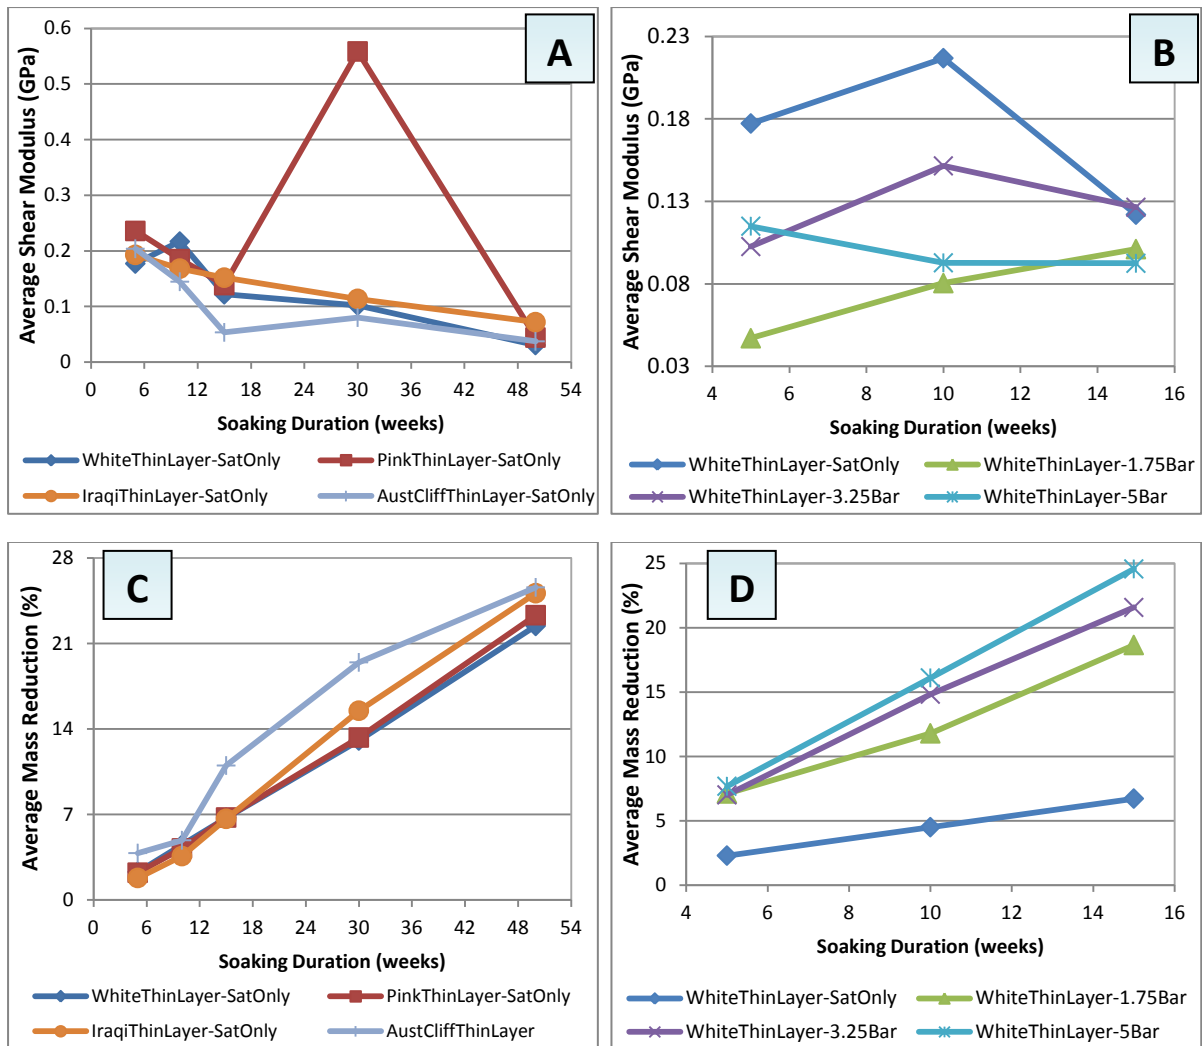 A
Average Shear Modulus (GPa)
0.6
0.5
0.4
0.3
0.2
0.1
0
0 6 12 18 24 30 36 42 48 54
Soaking Duration (weeks)
WhiteThinLayer-SatOnly PinkThinLayer-SatOnly
IraqiThinLayer-SatOnly AustCliffThinLayer-SatOnly
B
Average Shear Modulus (GPa)
0.23
0.18
0.13
0.08
0.03
4 6 8 10 12 14 16
Soaking Duration (weeks)
WhiteThinLayer-SatOnly WhiteThinLayer-1.75Bar
WhiteThinLayer-3.25Bar WhiteThinLayer-5Bar
C
Average Mass Reduction (%)
28
21
14
7
0
0 6 12 18 24 30 36 42 48 54
Soaking Duration (weeks)
WhiteThinLayer-SatOnly PinkThinLayer-SatOnly
IraqiThinLayer-SatOnly AustCliffThinLayer
D
Average Mass Reduction (%)
25
20
15
10
5
0
4 6 8 10 12 14 16
Soaking Duration (weeks)
WhiteThinLayer-SatOnly WhiteThinLayer-1.75Bar
WhiteThinLayer-3.25Bar WhiteThinLayer-5Bar